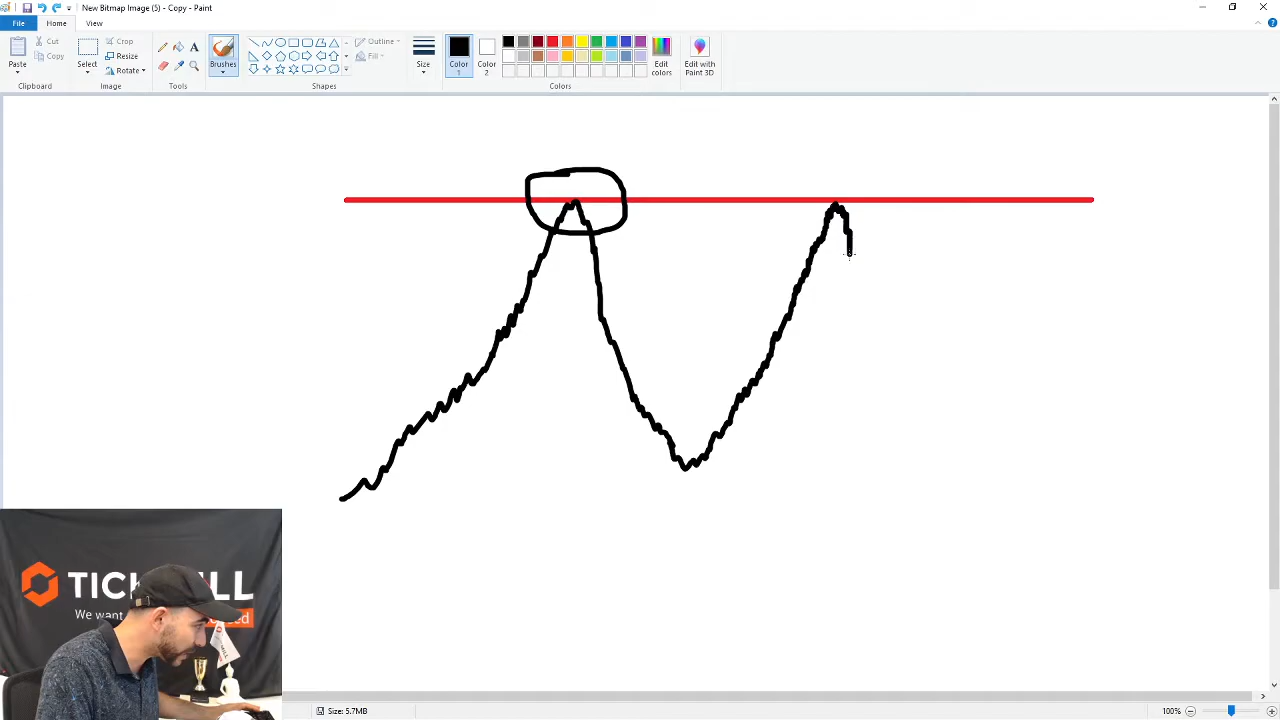 New Bitmap Image (5) - Copy - Paint
File Home View
Paste
Cut
Copy
Clipboard
Select
Crop
Resize
Rotate
Image
A
Tools
Brushes
Shapes
Outline
Fill
Size
Color
1
Color
2
Colors
Edit
colors
Edit with
Paint 3D
We want
Size: 5.7MB
100%